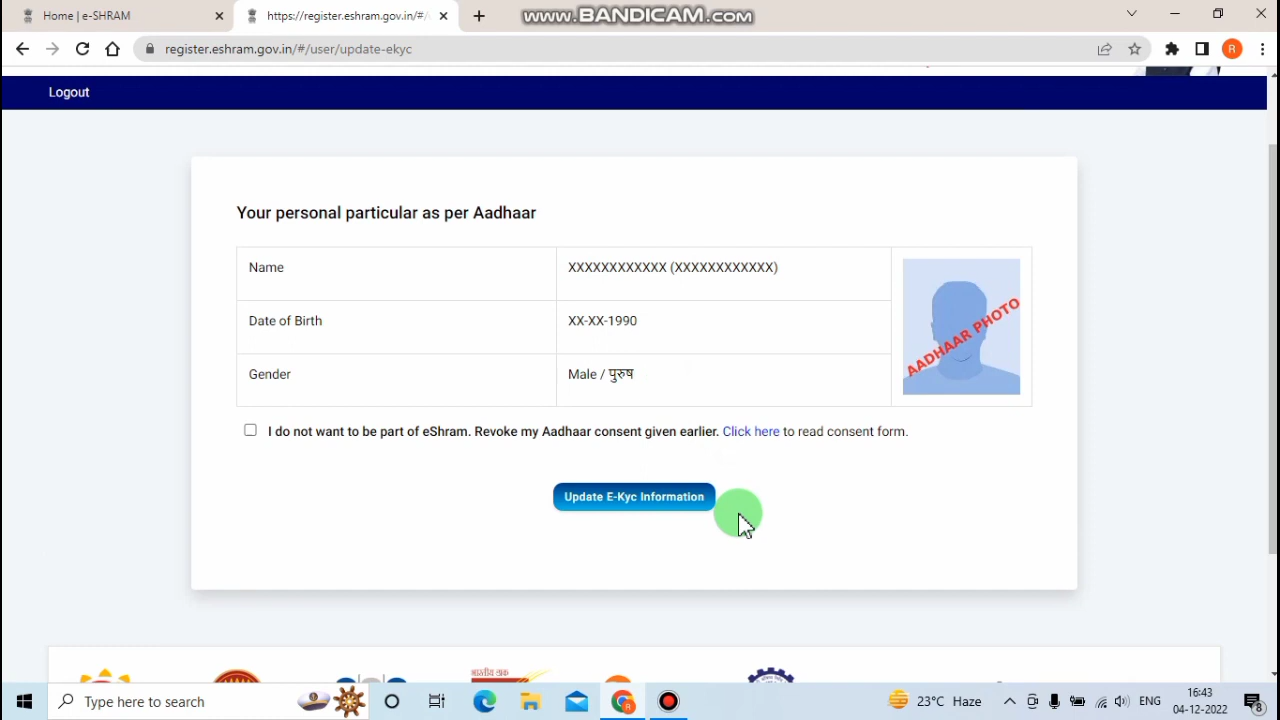 Home | e-SHRAM
https://register.eshram.gov.in/#/
WWW.BANDICAM.COM
register.eshram.gov.in/#/user/update-ekyc
R
Logout
Your personal particular as per Aadhaar
Name XXXXXXXXXXXX (XXXXXXXXXXXX)
Date of Birth XX-XX-1990
Gender Male / पुरुष
AADHAAR PHOTO
I do not want to be part of eShram. Revoke my Aadhaar consent given earlier. Click here to read consent form.
Update E-Kyc Information
भारतीय डाक
Type here to search
R
23°C Haze
ENG
16:43
04-12-2022
8